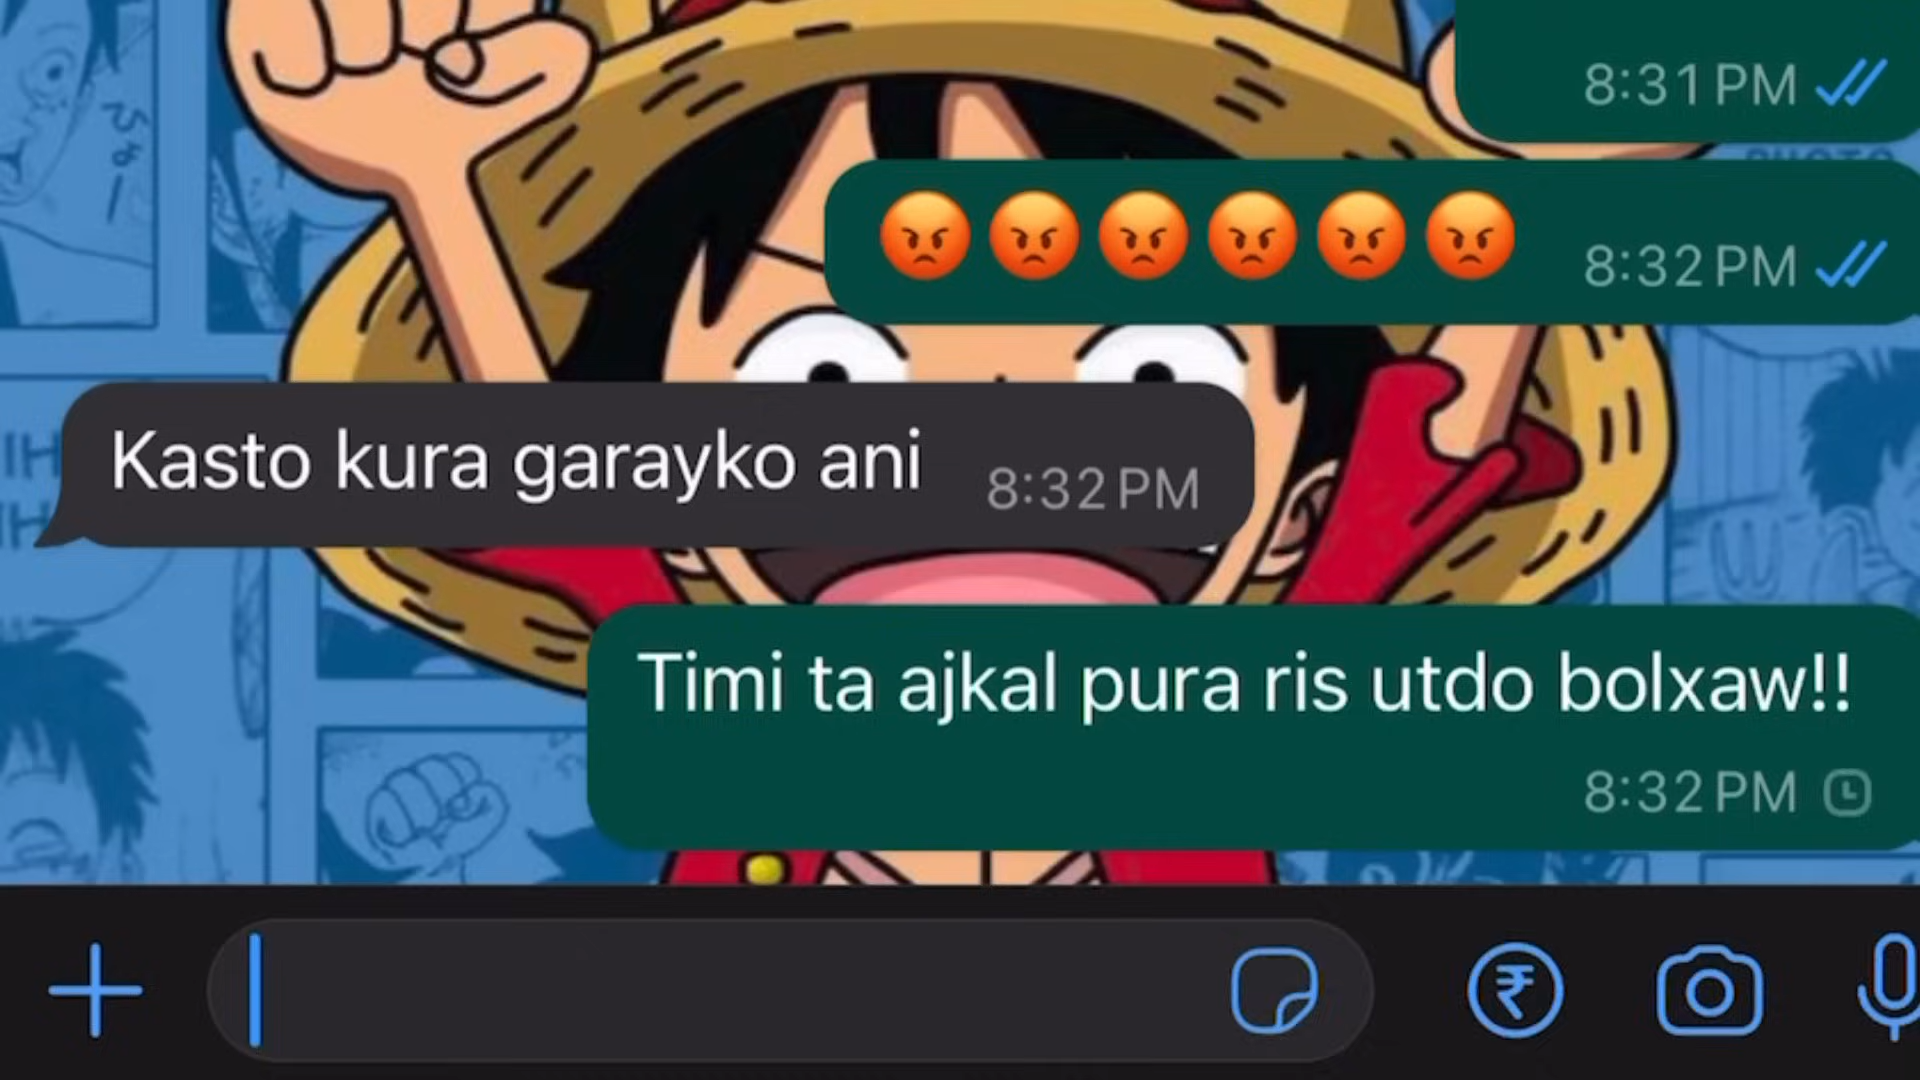 8:31 PM
😡😡😡😡😡😡 8:32 PM
Kasto kura garayko ani 8:32 PM
Timi ta ajkal pura ris utdo bolxaw!!
8:32 PM